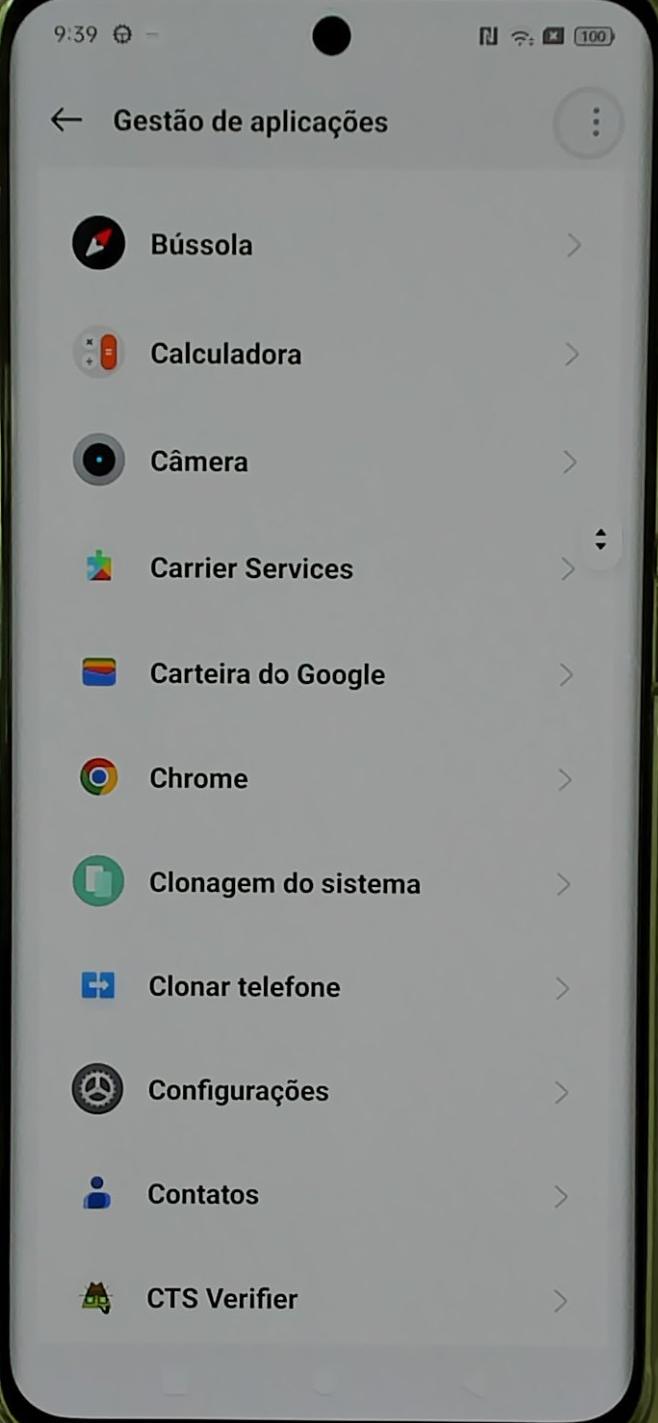 9:39
100
Gestão de aplicações
Bússola
Calculadora
Câmera
Carrier Services
Carteira do Google
Chrome
Clonagem do sistema
Clonar telefone
Configurações
Contatos
CTS Verifier